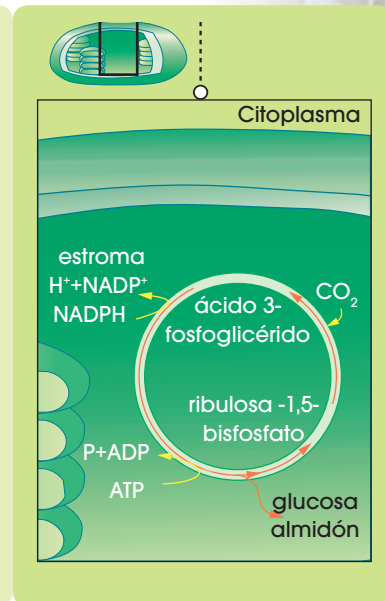 Citoplasma
estroma
H⁺+NADP⁺
NADPH
CO₂
ácido 3-
fosfoglicérido
ribulosa -1,5-
bisfosfato
P+ADP
ATP
glucosa
almidón